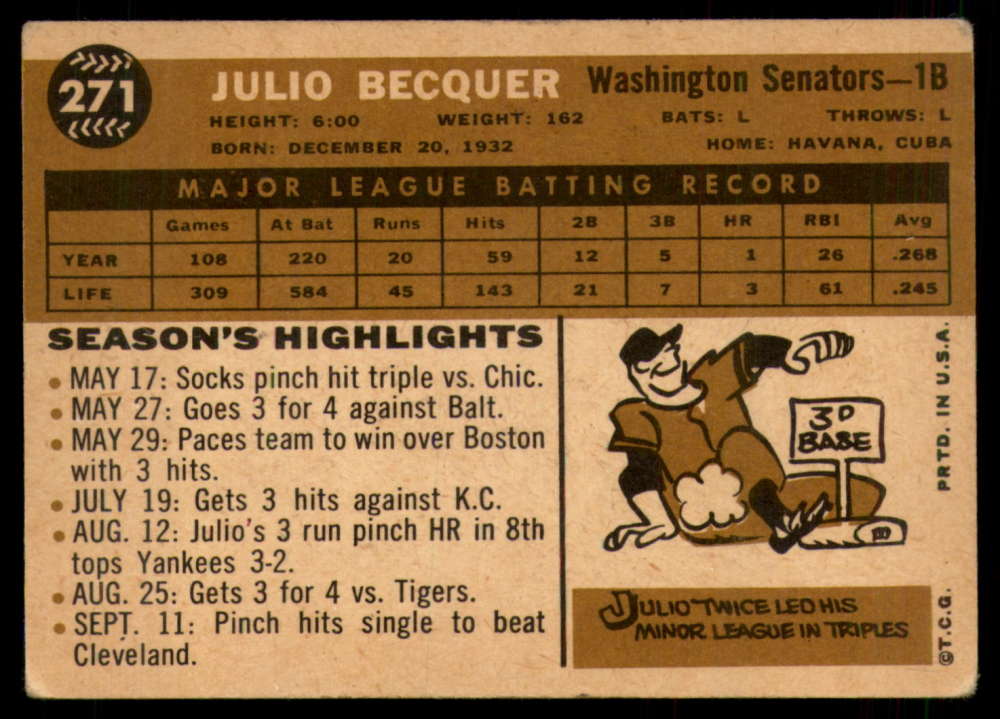 271
JULIO BECQUER Washington Senators—1B
HEIGHT: 6:00 WEIGHT: 162 BATS: L THROWS: L
BORN: DECEMBER 20, 1932 HOME: HAVANA, CUBA
MAJOR LEAGUE BATTING RECORD
Games At Bat Runs Hits 2B 3B HR RBI Avg
YEAR 108 220 20 59 12 5 1 26 .268
LIFE 309 584 45 143 21 7 3 61 .245
SEASON'S HIGHLIGHTS
• MAY 17: Socks pinch hit triple vs. Chic.
• MAY 27: Goes 3 for 4 against Balt.
• MAY 29: Paces team to win over Boston
with 3 hits.
• JULY 19: Gets 3 hits against K.C.
• AUG. 12: Julio's 3 run pinch HR in 8th
tops Yankees 3-2.
• AUG. 25: Gets 3 for 4 vs. Tigers.
• SEPT. 11: Pinch hits single to beat
Cleveland.
3D
BASE
JULIO TWICE LED HIS
MINOR LEAGUE IN TRIPLES
PRTD. IN U.S.A.
©T.C.G.